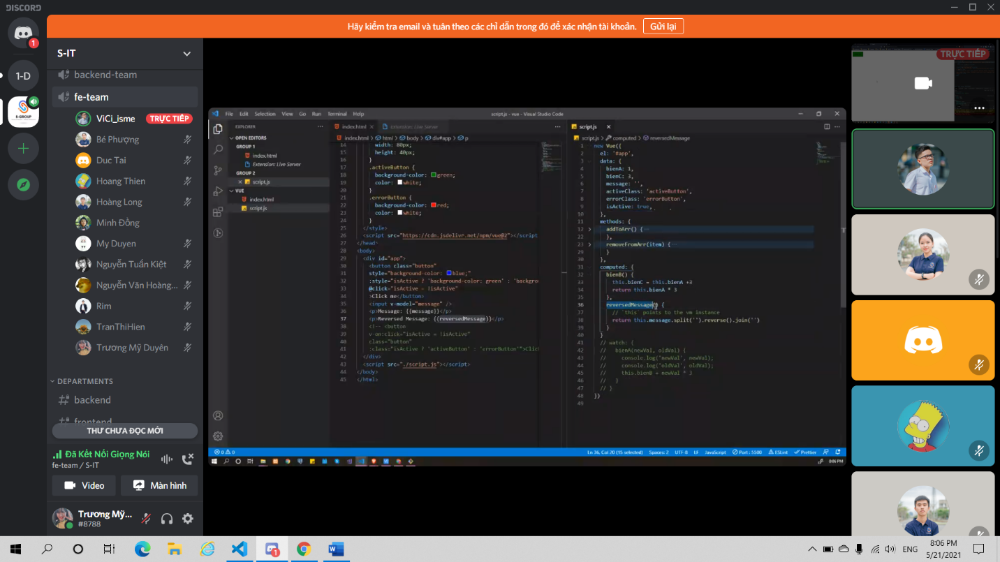 DISCORD
Hãy kiểm tra email và tuân theo các chỉ dẫn trong đó để xác nhận tài khoản. Gửi lại
1
1-D
S-GROUP
S-IT
backend-team
fe-team
ViCi_isme TRỰC TIẾP
Bé Phượng
Duc Tai
Hoang Thien
Hoàng Long
Minh Đồng
My Duyen
Nguyễn Tuấn Kiệt
Nguyễn Văn Hoàng...
Rim
TranThiHien
Trương Mỹ Duyên
DEPARTMENTS
backend
frontend
THƯ CHƯA ĐỌC MỚI
Đã Kết Nối Giọng Nói
fe-team / S-IT
Video Màn hình
Trương Mỹ...
#8788
File Edit Selection View Go Run Terminal Help script.js - vue - Visual Studio Code
EXPLORER
OPEN EDITORS
GROUP 1
index.html
Extension: Live Server
GROUP 2
script.js
VUE
index.html
script.js
index.html Extension: Live Server
index.html > html > body > div#app > p
14 width: 80px;
15 height: 40px;
16 }
17 .activeButton {
18 background-color: green;
19 color: white;
20 }
21 .errorButton {
22 background-color: red;
23 color: white;
24 }
25 </style>
26 <script src="https://cdn.jsdelivr.net/npm/vue@2"></script
27 </head>
28 <body>
29 <div id="app">
30 <button class="button"
31 style="background-color: blue;"
32 :style="isActive ? 'background-color: green' : 'backgro
33 @click="isActive = !isActive"
34 >Click me</button>
35 <input v-model="message" />
36 <p>Message: {{message}}</p>
37 <p>Reversed Message: {{reversedMessage}}</p>
38 <!-- <button
39 v-on:click="isActive = !isActive"
40 class="button"
41 :class="isActive ? 'activeButton' : 'errorButton'">Clic
42 </div>
43 <script src="./script.js"></script>
44 </body>
45 </html>
script.js
script.js > computed > reversedMessage
1 new Vue({
2 el: '#app',
3 data: {
4 bienA: 1,
5 bienC: 3,
6 message: '',
7 activeClass: 'activeButton',
8 errorClass: 'errorButton',
9 isActive: true,
10 },
11 methods: {
12 addToArr() {
22 },
23 removeFromArr(item) {
29 }
30 },
31 computed: {
32 bienB() {
33 this.bienC = this.bienA +3
34 return this.bienA * 3
35 },
36 reversedMessage() {
37 // `this` points to the vm instance
38 return this.message.split('').reverse().join('')
39 }
40 }
41 // watch: {
42 // bienA(newVal, oldVal) {
43 // console.log('newVal', newVal);
44 // console.log('oldVal', oldVal);
45 // this.bienB = newVal * 3
46 // }
47 // }
48 })
49
0 0 Ln 36, Col 20 (15 selected) Spaces: 2 UTF-8 LF JavaScript Port : 5500 ESLint Prettier
8:06 PM
TRỰC TIẾP
1
ENG
8:06 PM
5/21/2021